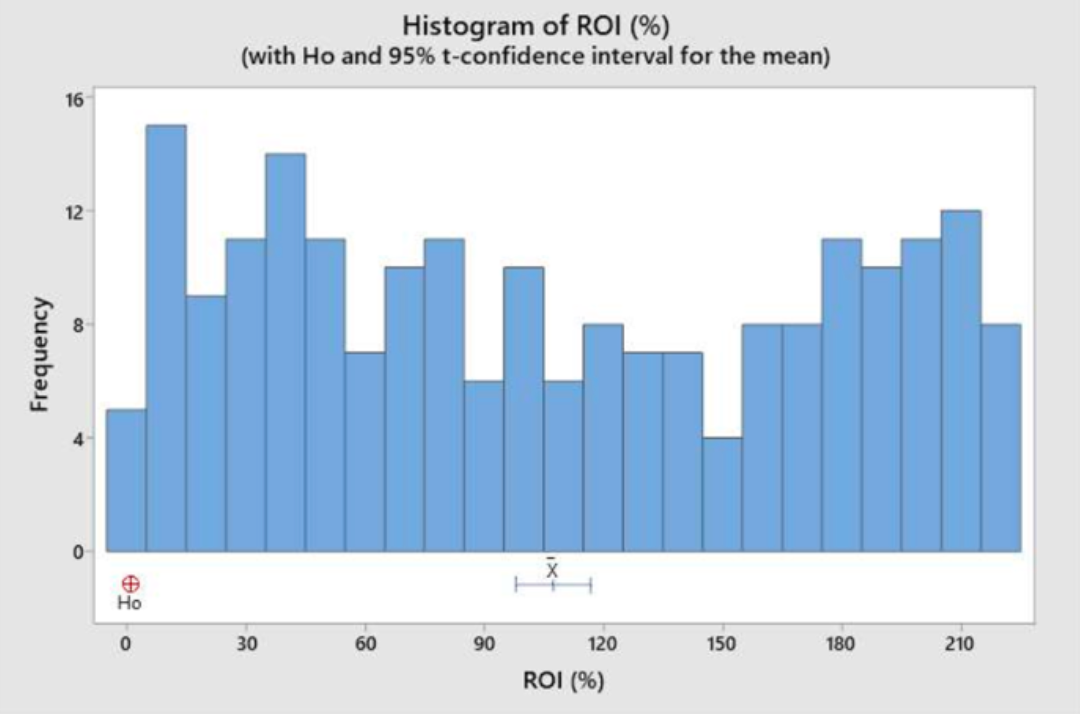 Histogram of ROI (%)
(with Ho and 95% t-confidence interval for the mean)
16
12
8
4
0
Frequency
X̄
Ho
0 30 60 90 120 150 180 210
ROI (%)